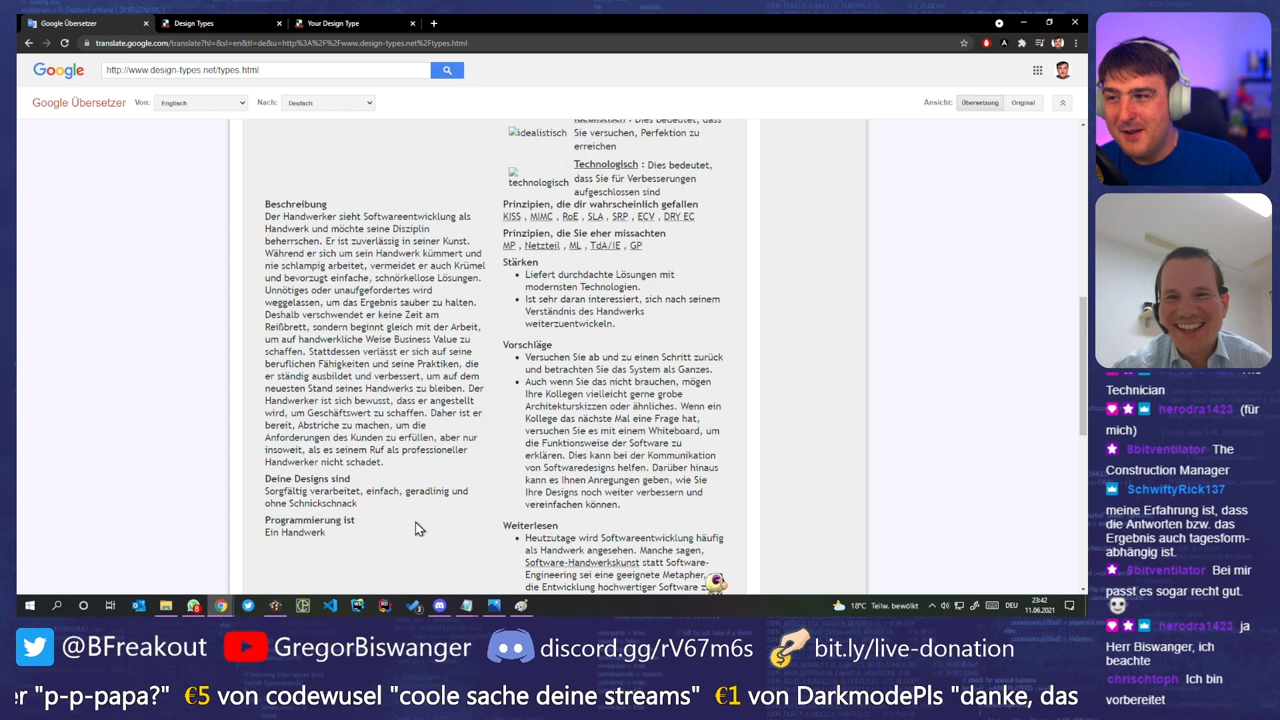 Google Übersetzer
Design Types
Your Design Type
translate.google.com/translate?hl=&sl=en&tl=de&u=http%3A%2F%2Fwww.design-types.net%2Ftypes.html
Google
http://www.design-types.net/types.html
Google Übersetzer
Von:
Englisch
Nach:
Deutsch
Ansicht:
Übersetzung
Original
Idealistisch : Dies bedeutet, dass
Sie versuchen, Perfektion zu
erreichen
idealistisch
Technologisch : Dies bedeutet,
dass Sie für Verbesserungen
aufgeschlossen sind
technologisch
Beschreibung
Der Handwerker sieht Softwareentwicklung als
Handwerk und möchte seine Disziplin
beherrschen. Er ist zuverlässig in seiner Kunst.
Während er sich um sein Handwerk kümmert und
nie schlampig arbeitet, vermeidet er auch Krümel
und bevorzugt einfache, schnörkellose Lösungen.
Unnötiges oder unaufgefordertes wird
weggelassen, um das Ergebnis sauber zu halten.
Deshalb verschwendet er keine Zeit am
Reißbrett, sondern beginnt gleich mit der Arbeit,
um auf handwerkliche Weise Business Value zu
schaffen. Stattdessen verlässt er sich auf seine
beruflichen Fähigkeiten und seine Praktiken, die
er ständig ausbildet und verbessert, um auf dem
neuesten Stand seines Handwerks zu bleiben. Der
Handwerker ist sich bewusst, dass er angestellt
wird, um Geschäftswert zu schaffen. Daher ist er
bereit, Abstriche zu machen, um die
Anforderungen des Kunden zu erfüllen, aber nur
insoweit, als es seinem Ruf als professioneller
Handwerker nicht schadet.
Deine Designs sind
Sorgfältig verarbeitet, einfach, geradlinig und
ohne Schnickschnack
Programmierung ist
Ein Handwerk
Prinzipien, die dir wahrscheinlich gefallen
KISS , MIMC , RoE , SLA , SRP , ECV , DRY EC
Prinzipien, die Sie eher missachten
MP , Netzteil , ML , TdA/IE , GP
Stärken
Liefert durchdachte Lösungen mit
modernsten Technologien.
Ist sehr daran interessiert, sich nach seinem
Verständnis des Handwerks
weiterzuentwickeln.
Vorschläge
Versuchen Sie ab und zu einen Schritt zurück
und betrachten Sie das System als Ganzes.
Auch wenn Sie das nicht brauchen, mögen
Ihre Kollegen vielleicht gerne grobe
Architekturskizzen oder ähnliches. Wenn ein
Kollege das nächste Mal eine Frage hat,
versuchen Sie es mit einem Whiteboard, um
die Funktionsweise der Software zu
erklären. Dies kann bei der Kommunikation
von Softwaredesigns helfen. Darüber hinaus
kann es Ihnen Anregungen geben, wie Sie
Ihre Designs noch weiter verbessern und
vereinfachen können.
Weiterlesen
Heutzutage wird Softwareentwicklung häufig
als Handwerk angesehen. Manche sagen,
Software-Handwerkskunst statt Software-
Engineering sei eine geeignete Metapher,
die Entwicklung hochwertiger Software
18°C Teilw. bewölkt
DEU
23:42
11.06.2021
Technician
herodra1423 (für
mich)
8bitventilator The
Construction Manager
SchwiftyRick137
meine Erfahrung ist, dass
die Antworten bzw. das
Ergebnis auch tagesform-
abhängig ist.
8bitventilator Bei mir
passt es sogar recht gut.
herodra1423 ja
Herr Biswanger, ich
beachte
chrischtoph Ich bin
vorbereitet
@BFreakout
GregorBiswanger
discord.gg/rV67m6s
bit.ly/live-donation
er "p-p-papa?" €5 von codewusel "coole sache deine streams" €1 von DarkmodePls "danke, das